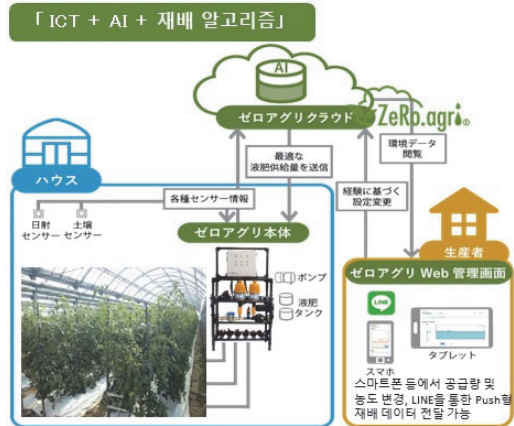 「ICT + AI + 재배 알고리즘」
AI
ゼロアグリクラウド
ZeRo.agri®
最適な
液肥供給量を送信
環境データ
閲覧
ハウス
各種センサー情報
経験に基づく
設定変更
日射
センサー
土壌
センサー
ゼロアグリ本体
生産者
ポンプ
液肥
タンク
ゼロアグリ Web 管理画面
LINE
スマホ
タブレット
스마트폰 등에서 공급량 및
농도 변경, LINE을 통한 Push형
재배 데이터 전달 가능